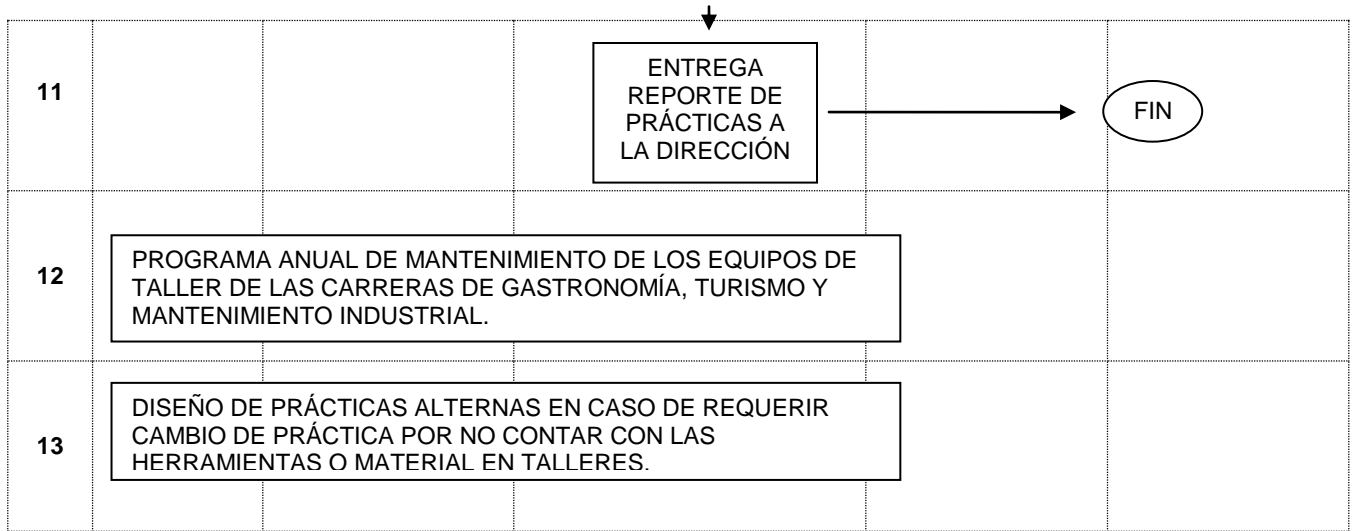 11
ENTREGA
REPORTE DE
PRÁCTICAS A
LA DIRECCIÓN
FIN
12
PROGRAMA ANUAL DE MANTENIMIENTO DE LOS EQUIPOS DE
TALLER DE LAS CARRERAS DE GASTRONOMÍA, TURISMO Y
MANTENIMIENTO INDUSTRIAL.
13
DISEÑO DE PRÁCTICAS ALTERNAS EN CASO DE REQUERIR
CAMBIO DE PRÁCTICA POR NO CONTAR CON LAS
HERRAMIENTAS O MATERIAL EN TALLERES.